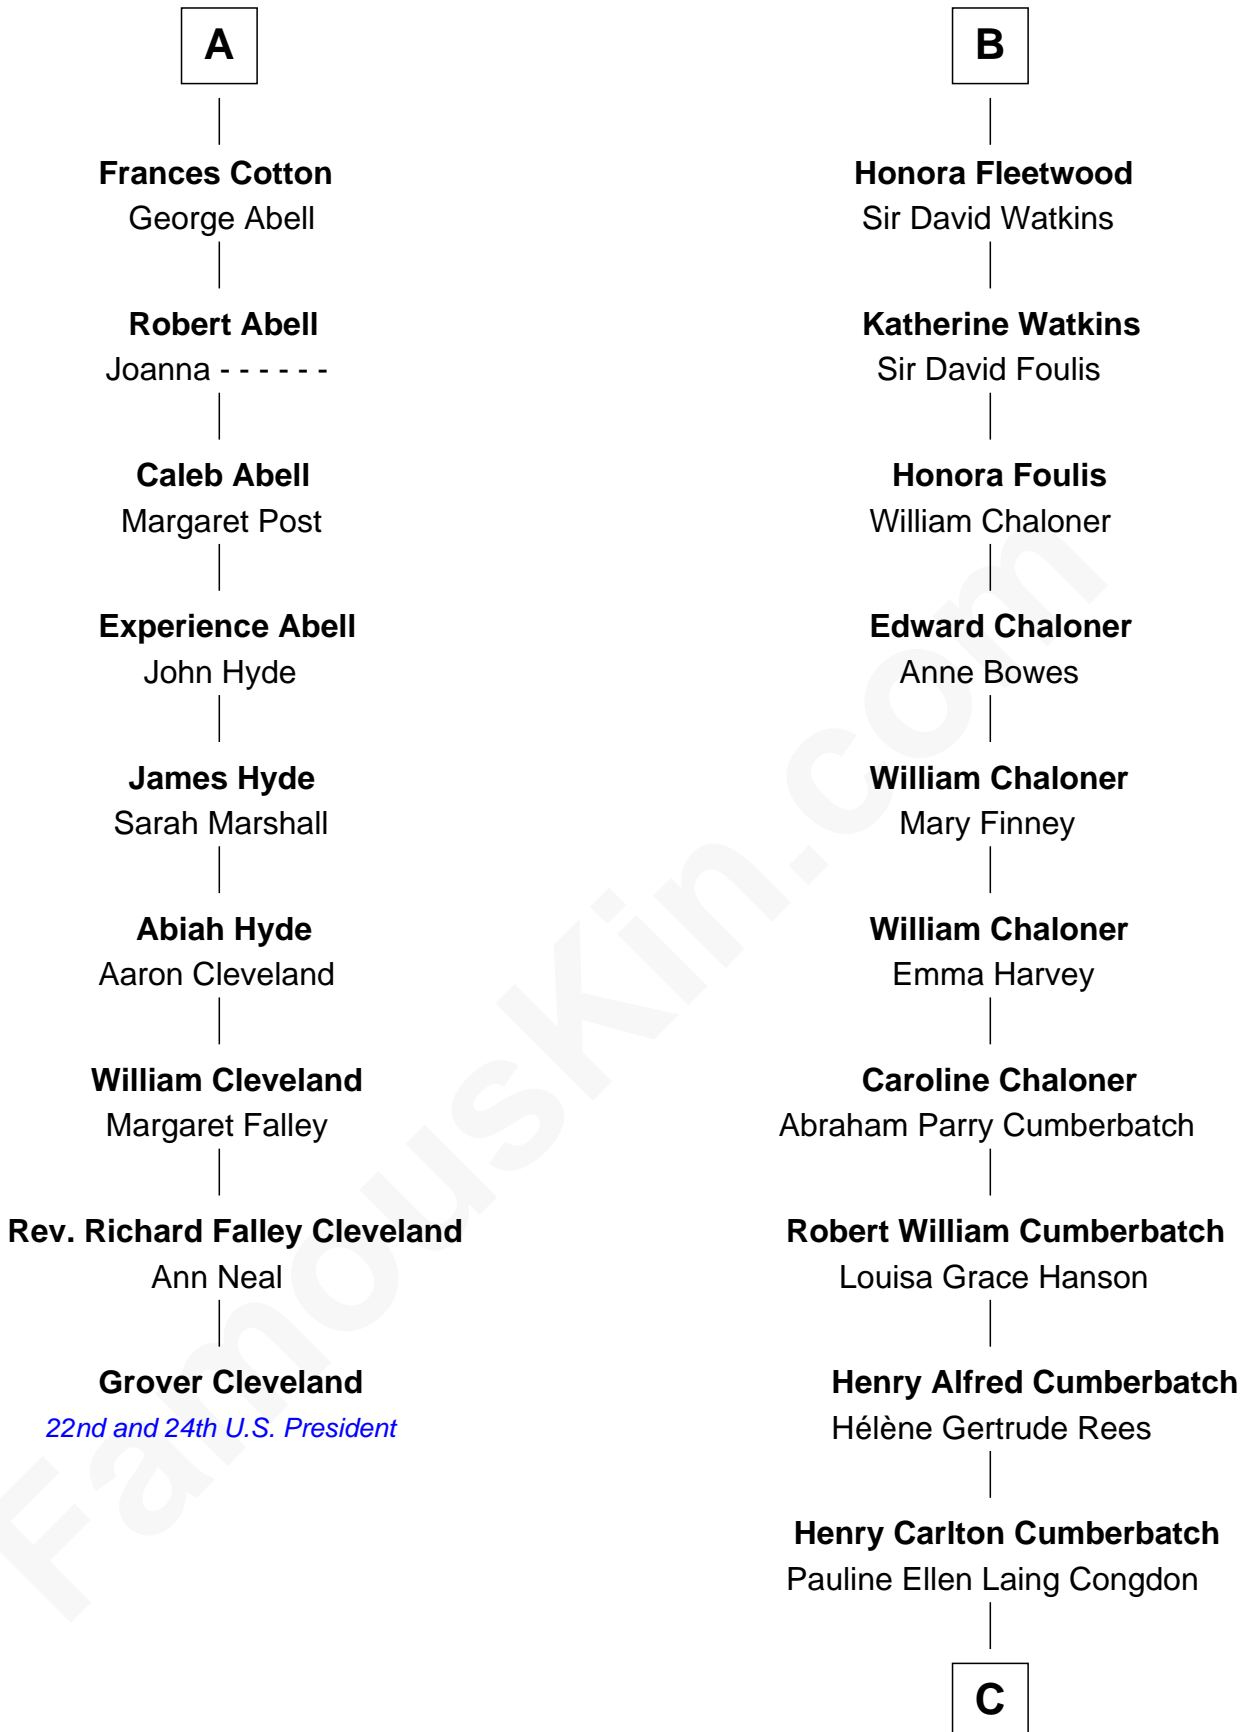 A
Frances Cotton
George Abell
Robert Abell
Joanna - - - - - -
Caleb Abell
Margaret Post
Experience Abell
John Hyde
James Hyde
Sarah Marshall
Abiah Hyde
Aaron Cleveland
William Cleveland
Margaret Falley
Rev. Richard Falley Cleveland
Ann Neal
Grover Cleveland
22nd and 24th U.S. President
B
Honora Fleetwood
Sir David Watkins
Katherine Watkins
Sir David Foulis
Honora Foulis
William Chaloner
Edward Chaloner
Anne Bowes
William Chaloner
Mary Finney
William Chaloner
Emma Harvey
Caroline Chaloner
Abraham Parry Cumberbatch
Robert William Cumberbatch
Louisa Grace Hanson
Henry Alfred Cumberbatch
Hélène Gertrude Rees
Henry Carlton Cumberbatch
Pauline Ellen Laing Congdon
C
FamousKin.com